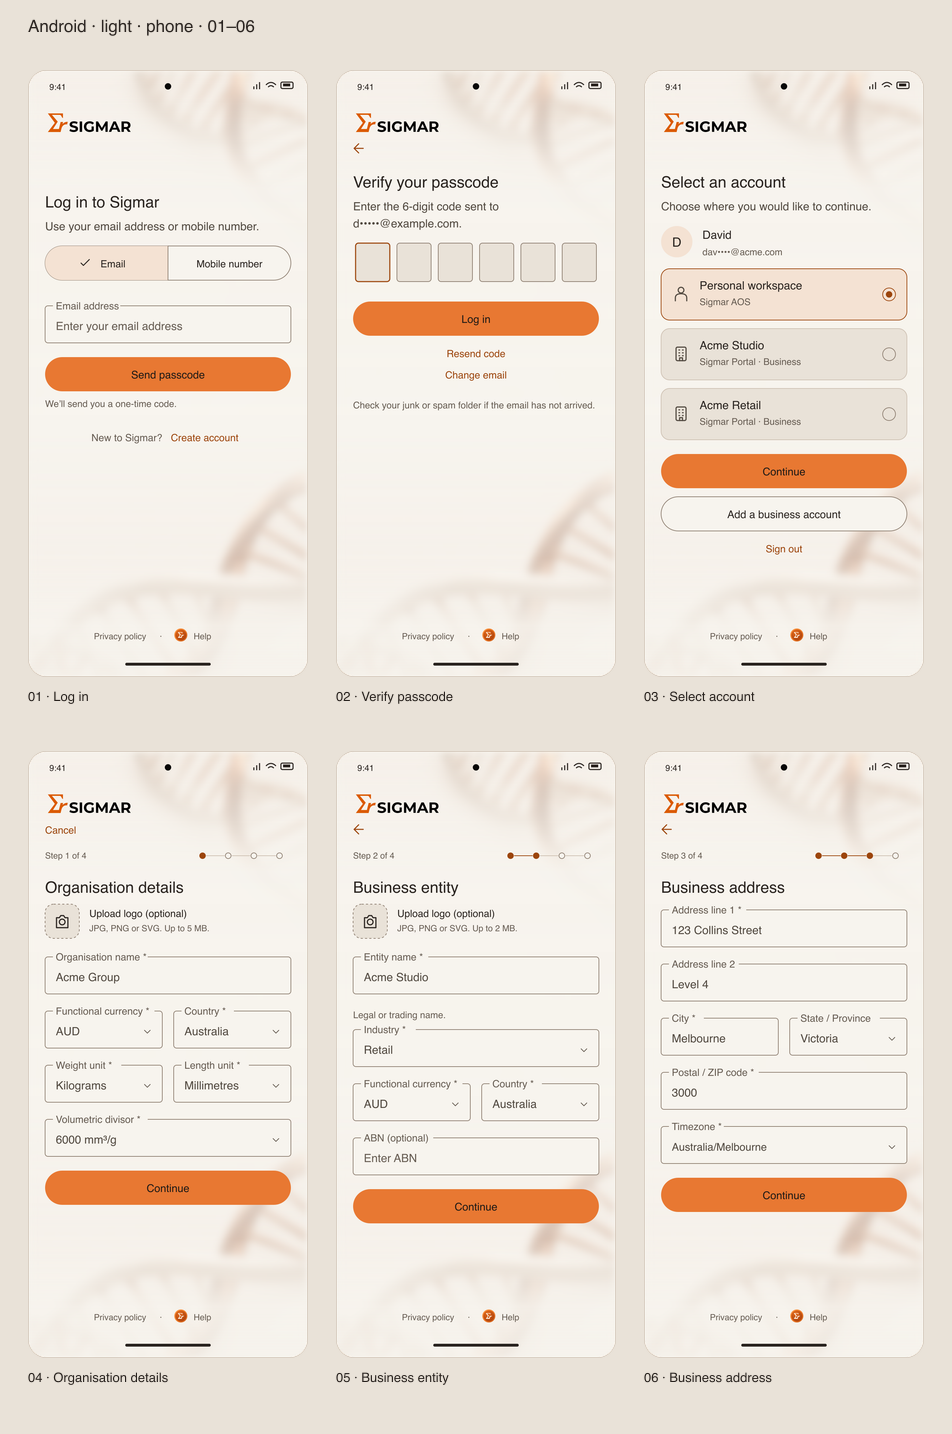 Android · light · phone · 01–06
9:41
SIGMAR
Log in to Sigmar
Use your email address or mobile number.
Email
Mobile number
Email address
Enter your email address
Send passcode
We'll send you a one-time code.
New to Sigmar? Create account
Privacy policy · Help
01 · Log in
9:41
SIGMAR
Verify your passcode
Enter the 6-digit code sent to
d•••••@example.com.
Log in
Resend code
Change email
Check your junk or spam folder if the email has not arrived.
Privacy policy · Help
02 · Verify passcode
9:41
SIGMAR
Select an account
Choose where you would like to continue.
D
David
dav••••@acme.com
Personal workspace
Sigmar AOS
Acme Studio
Sigmar Portal · Business
Acme Retail
Sigmar Portal · Business
Continue
Add a business account
Sign out
Privacy policy · Help
03 · Select account
9:41
SIGMAR
Cancel
Step 1 of 4
Organisation details
Upload logo (optional)
JPG, PNG or SVG. Up to 5 MB.
Organisation name *
Acme Group
Functional currency *
AUD
Country *
Australia
Weight unit *
Kilograms
Length unit *
Millimetres
Volumetric divisor *
6000 mm³/g
Continue
Privacy policy · Help
04 · Organisation details
9:41
SIGMAR
Step 2 of 4
Business entity
Upload logo (optional)
JPG, PNG or SVG. Up to 2 MB.
Entity name *
Acme Studio
Legal or trading name.
Industry *
Retail
Functional currency *
AUD
Country *
Australia
ABN (optional)
Enter ABN
Continue
Privacy policy · Help
05 · Business entity
9:41
SIGMAR
Step 3 of 4
Business address
Address line 1 *
123 Collins Street
Address line 2
Level 4
City *
Melbourne
State / Province
Victoria
Postal / ZIP code *
3000
Timezone *
Australia/Melbourne
Continue
Privacy policy · Help
06 · Business address